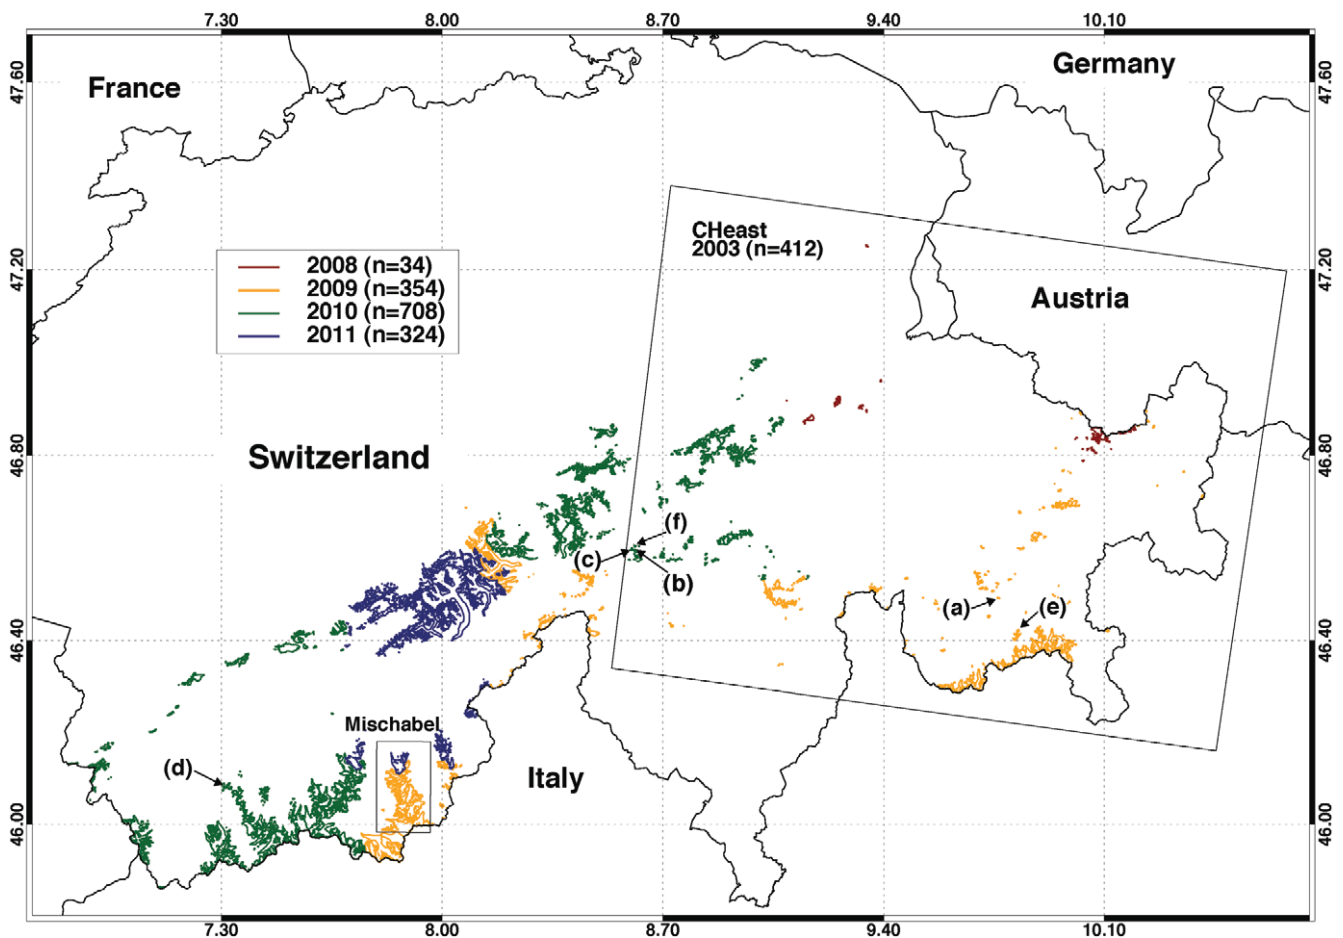 7.30 8.00 8.70 9.40 10.10
47.60 47.60
France
Germany
CHeast
2003 (n=412)
47.20 47.20
2008 (n=34)
2009 (n=354)
2010 (n=708)
2011 (n=324)
Austria
Switzerland
46.80 46.80
(f)
(c)
(b)
(a)
(e)
46.40 46.40
Mischabel
(d)
Italy
46.00 46.00
7.30 8.00 8.70 9.40 10.10